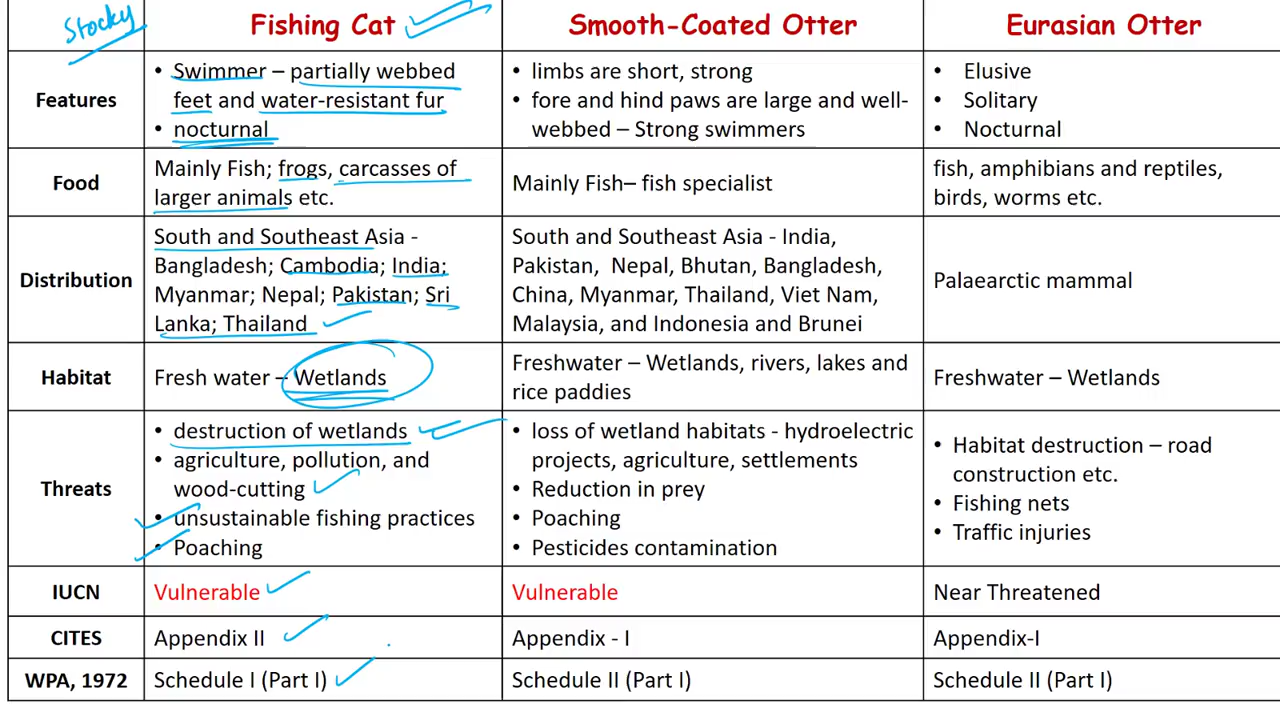 Stocky
Fishing Cat
Smooth-Coated Otter
Eurasian Otter
Features
• Swimmer – partially webbed
feet and water-resistant fur
• nocturnal
• limbs are short, strong
• fore and hind paws are large and well-
webbed – Strong swimmers
• Elusive
• Solitary
• Nocturnal
Food
Mainly Fish; frogs, carcasses of
larger animals etc.
Mainly Fish– fish specialist
fish, amphibians and reptiles,
birds, worms etc.
Distribution
South and Southeast Asia -
Bangladesh; Cambodia; India;
Myanmar; Nepal; Pakistan; Sri
Lanka; Thailand
South and Southeast Asia - India,
Pakistan, Nepal, Bhutan, Bangladesh,
China, Myanmar, Thailand, Viet Nam,
Malaysia, and Indonesia and Brunei
Palaearctic mammal
Habitat
Fresh water – Wetlands
Freshwater – Wetlands, rivers, lakes and
rice paddies
Freshwater – Wetlands
Threats
• destruction of wetlands
• agriculture, pollution, and
wood-cutting
• unsustainable fishing practices
• Poaching
• loss of wetland habitats - hydroelectric
projects, agriculture, settlements
• Reduction in prey
• Poaching
• Pesticides contamination
• Habitat destruction – road
construction etc.
• Fishing nets
• Traffic injuries
IUCN
Vulnerable
Vulnerable
Near Threatened
CITES
Appendix II
Appendix - I
Appendix-I
WPA, 1972
Schedule I (Part I)
Schedule II (Part I)
Schedule II (Part I)